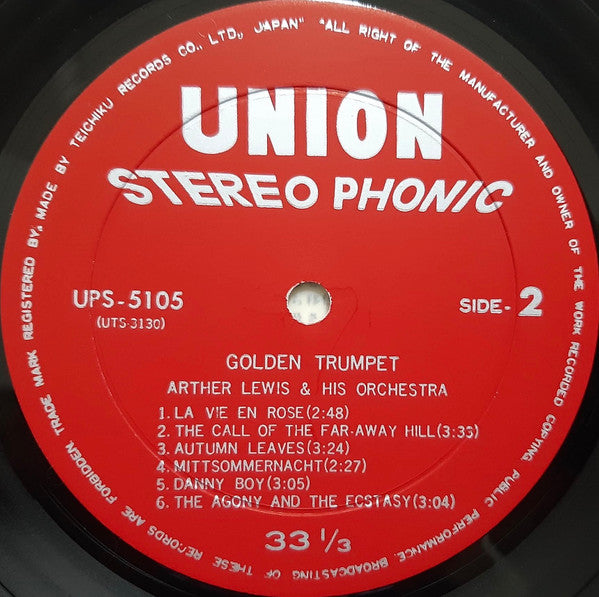 TRADE MARK REGISTERED BY, MADE BY TEICHIKU RECORDS CO., LTD., JAPAN" "ALL RIGHT OF THE MANUFACTURER AND OWNER OF THE WORK RECORDED COPYING PUBLIC PERFORMANCE, BROADCASTING OF THESE RECORDS ARE FORBIDDEN
UNION
STEREO PHONIC
UPS-5105
(UTS-3130)
SIDE-2
GOLDEN TRUMPET
ARTHER LEWIS & HIS ORCHESTRA
1. LA VIE EN ROSE(2:48)
2. THE CALL OF THE FAR-AWAY HILL(3:33)
3. AUTUMN LEAVES(3:24)
4. MITTSOMMERNACHT(2:27)
5. DANNY BOY(3:05)
6. THE AGONY AND THE ECSTASY(3:04)
33 1/3